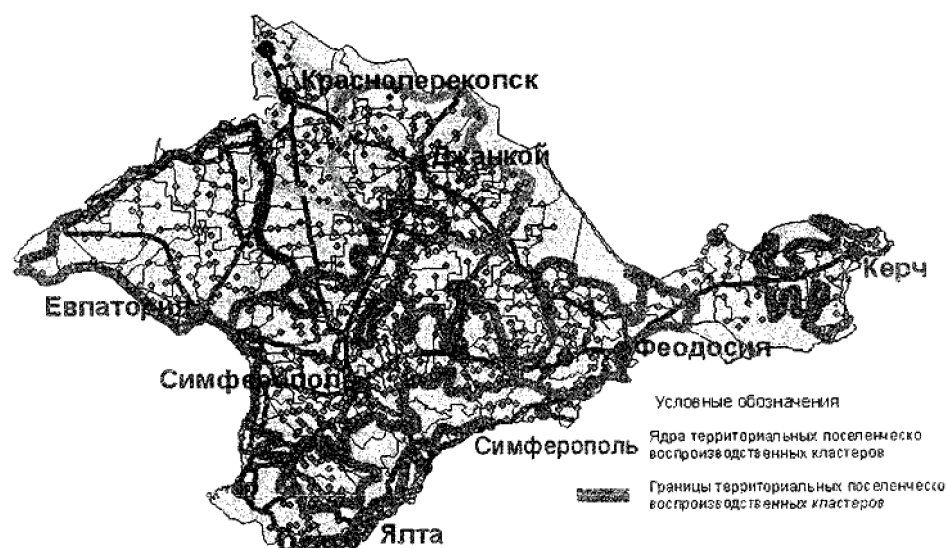 Красноперекопск
Джанкой
Керч
Евпатория
Феодосия
Симферополь
Условные обозначения
Симферополь
Ядра территориальных поселенческо
воспроизводственных кластеров
Границы территориальных поселенческо
воспроизводственных кластеров
Ялта